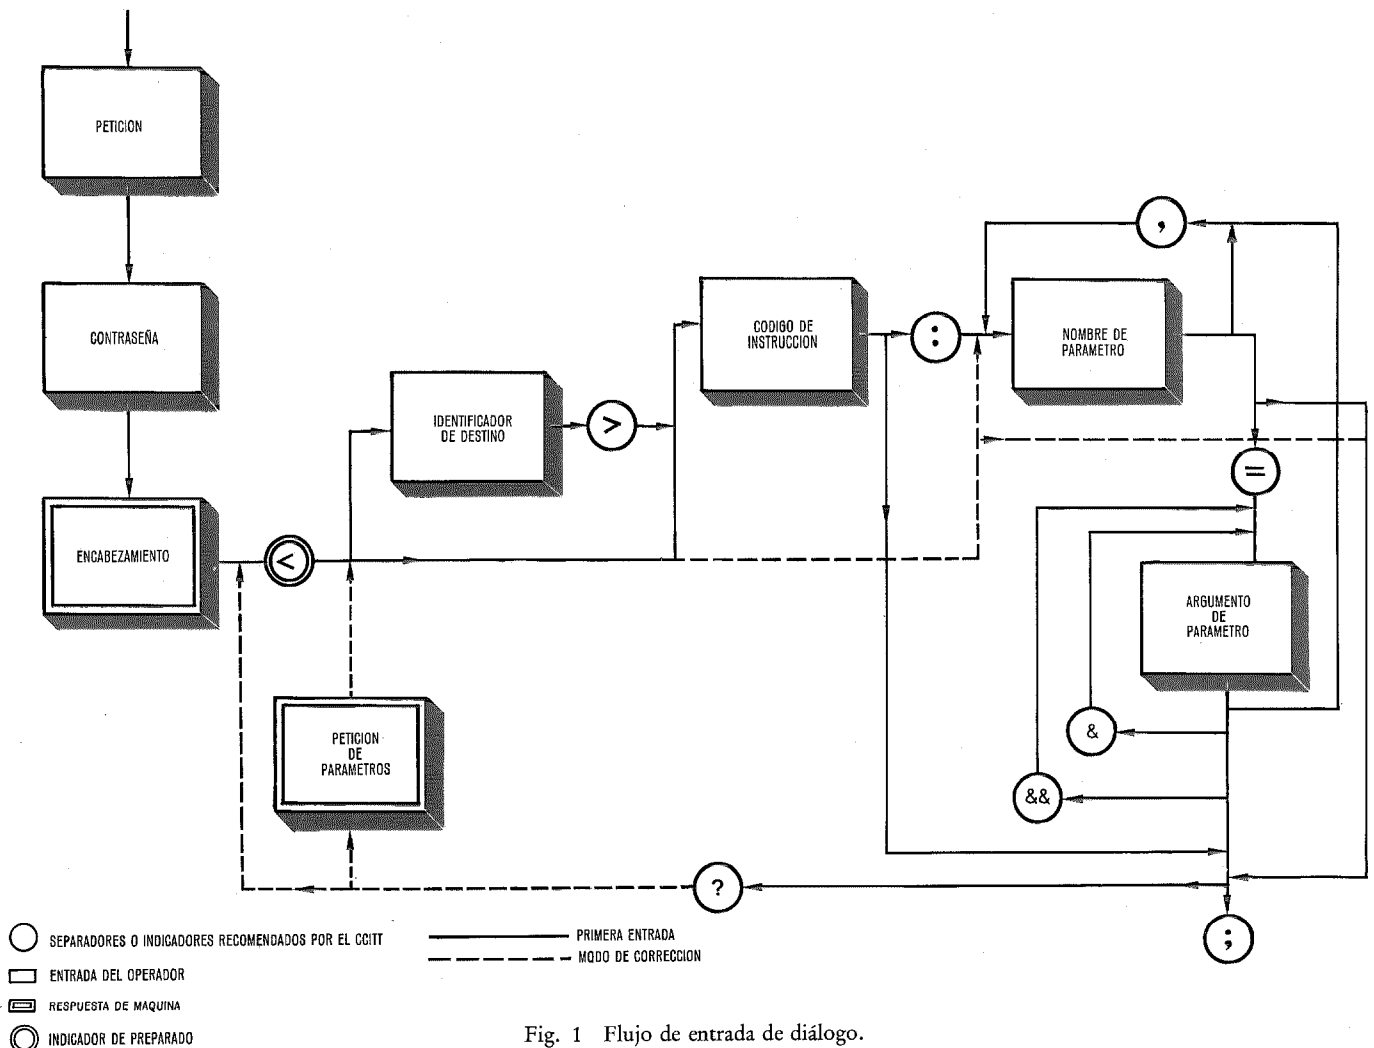 PETICION
CONTRASEÑA
ENCABEZAMIENTO
<
IDENTIFICADOR
DE DESTINO
>
CODIGO DE
INSTRUCCION
:
,
NOMBRE DE
PARAMETRO
=
ARGUMENTO
DE
PARAMETRO
&
&&
PETICION
DE
PARAMETROS
?
;
SEPARADORES O INDICADORES RECOMENDADOS POR EL CCITT
ENTRADA DEL OPERADOR
RESPUESTA DE MAQUINA
INDICADOR DE PREPARADO
PRIMERA ENTRADA
MODO DE CORRECCION
Fig. 1 Flujo de entrada de diálogo.